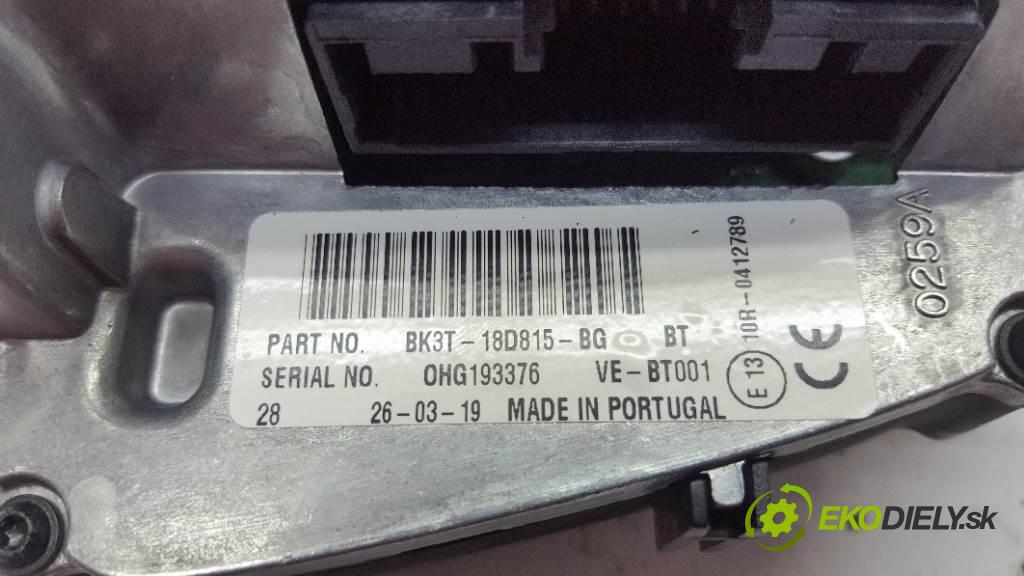 PART NO. BK3T-18D815-BG BT
SERIAL NO. OHG193376 VE-BT001
28 26-03-19 MADE IN PORTUGAL
E 13 10R-0412789
CE
0259A
EKODIELY.sk